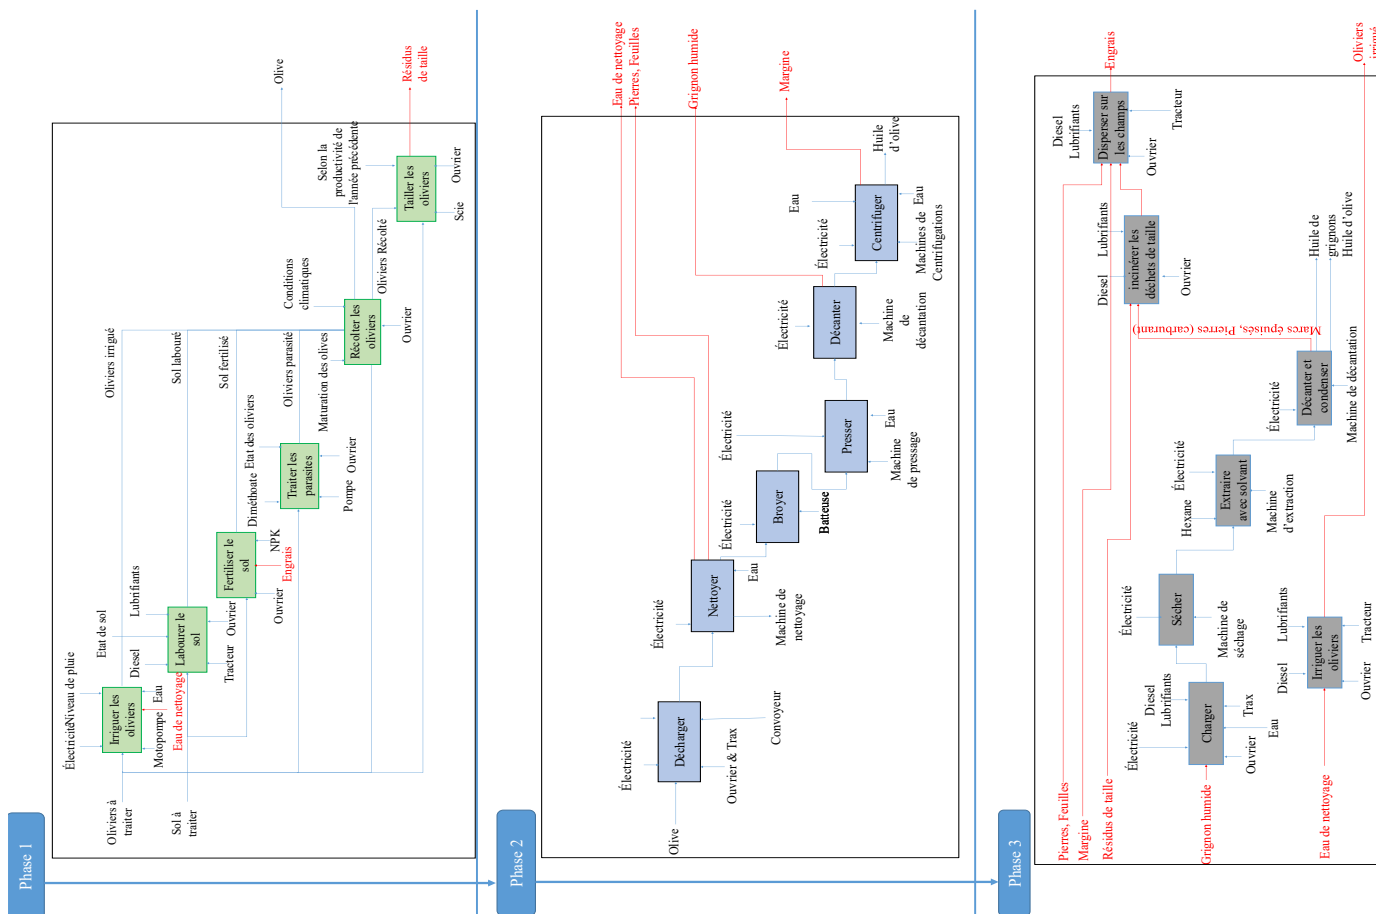 Phase 1
Oliviers à
traiter
Sol à
traiter
Électricité
Niveau de pluie
Irriguer les
oliviers
Motopompe
Eau
Eau de nettoyage
Diesel
Etat de sol
Lubrifiants
Labourer le
sol
Tracteur
Ouvrier
Fertiliser le
sol
Ouvrier
Engrais
NPK
Diméthoate
Etat des oliviers
Traiter les
parasites
Pompe
Ouvrier
Oliviers irrigué
Sol labouré
Sol fertilisé
Oliviers parasité
Maturation des olives
Conditions
climatiques
Récolter les
oliviers
Ouvrier
Oliviers Récolté
Selon la
productivité de
l'année précédente
Tailler les
oliviers
Scie
Ouvrier
Olive
Résidus
de taille
Phase 2
Olive
Électricité
Décharger
Ouvrier & Trax
Convoyeur
Électricité
Nettoyer
Machine de
nettoyage
Eau
Électricité
Broyer
Batteuse
Électricité
Presser
Machine
de pressage
Eau
Électricité
Décanter
Machine
de
décantation
Électricité
Eau
Centrifuger
Machines de
Centrifugations
Eau
Huile
d’olive
Eau de nettoyage
Pierres, Feuilles
Grignon humide
Margine
Phase 3
Pierres, Feuilles
Margine
Résidus de taille
Grignon humide
Eau de nettoyage
Électricité
Diesel
Lubrifiants
Charger
Ouvrier
Eau
Trax
Électricité
Sécher
Machine de
séchage
Hexane
Électricité
Extraire
avec solvant
Machine
d'extraction
Électricité
Décanter et
condenser
Machine de décantation
Huile de
grignons
Huile d’olive
Marcs épuisés, Pierres (carburant)
Diesel
Lubrifiants
incinérer les
déchets de taille
Ouvrier
Diesel
Lubrifiants
Disperser sur
les champs
Ouvrier
Tracteur
Engrais
Diesel
Lubrifiants
Irriguer les
oliviers
Ouvrier
Tracteur
Oliviers
irrigué